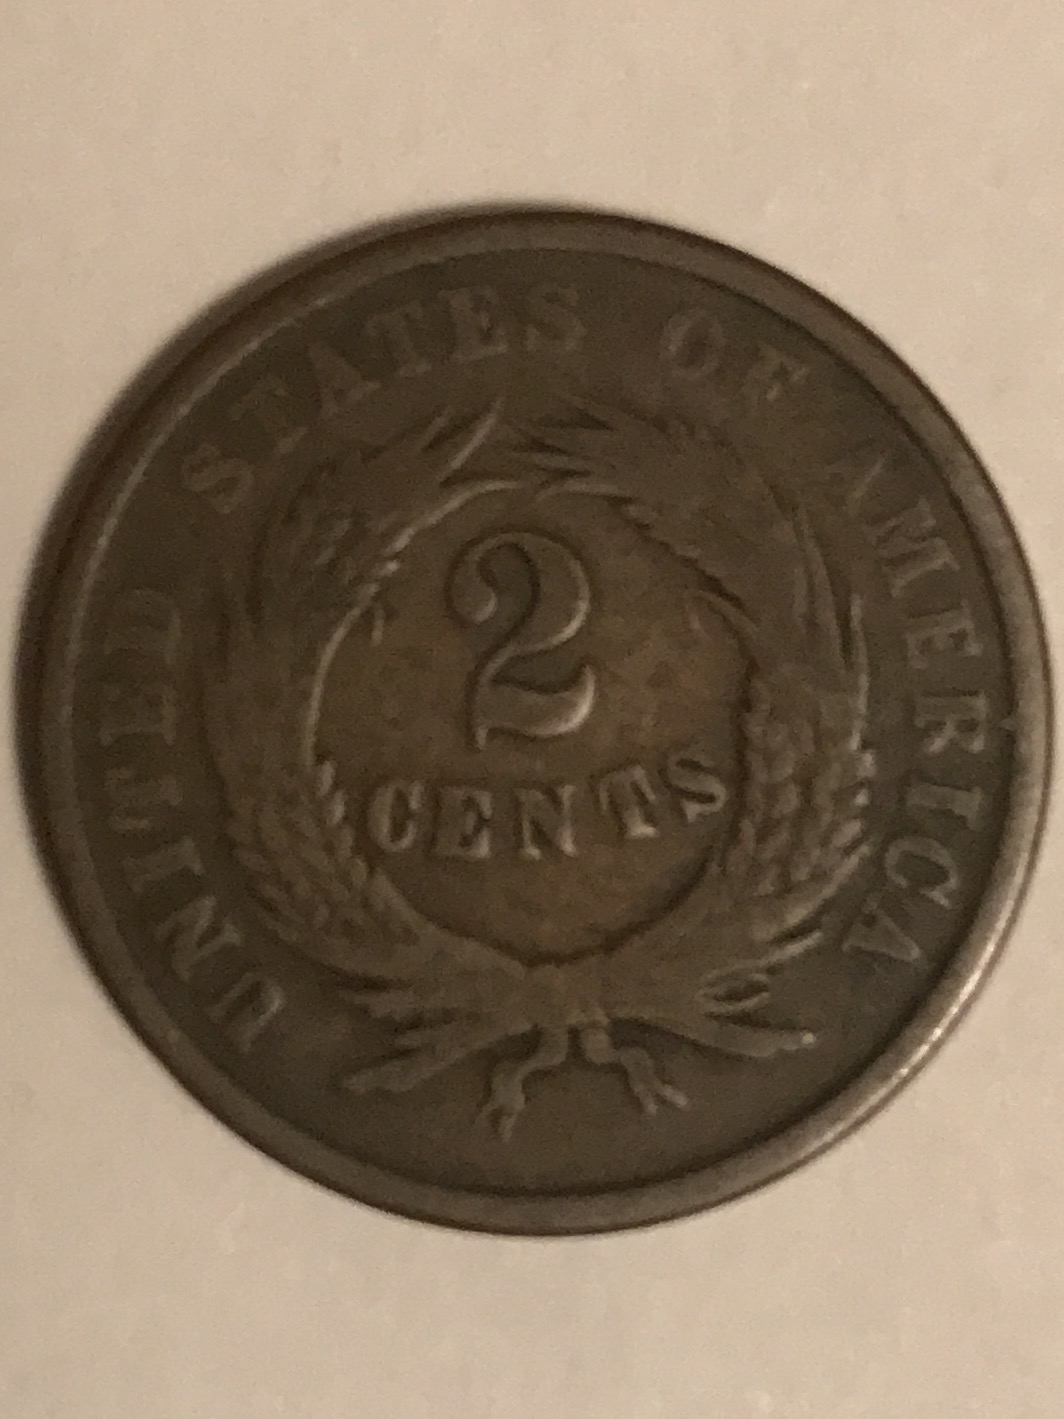 UNITED STATES OF AMERICA
2
CENTS